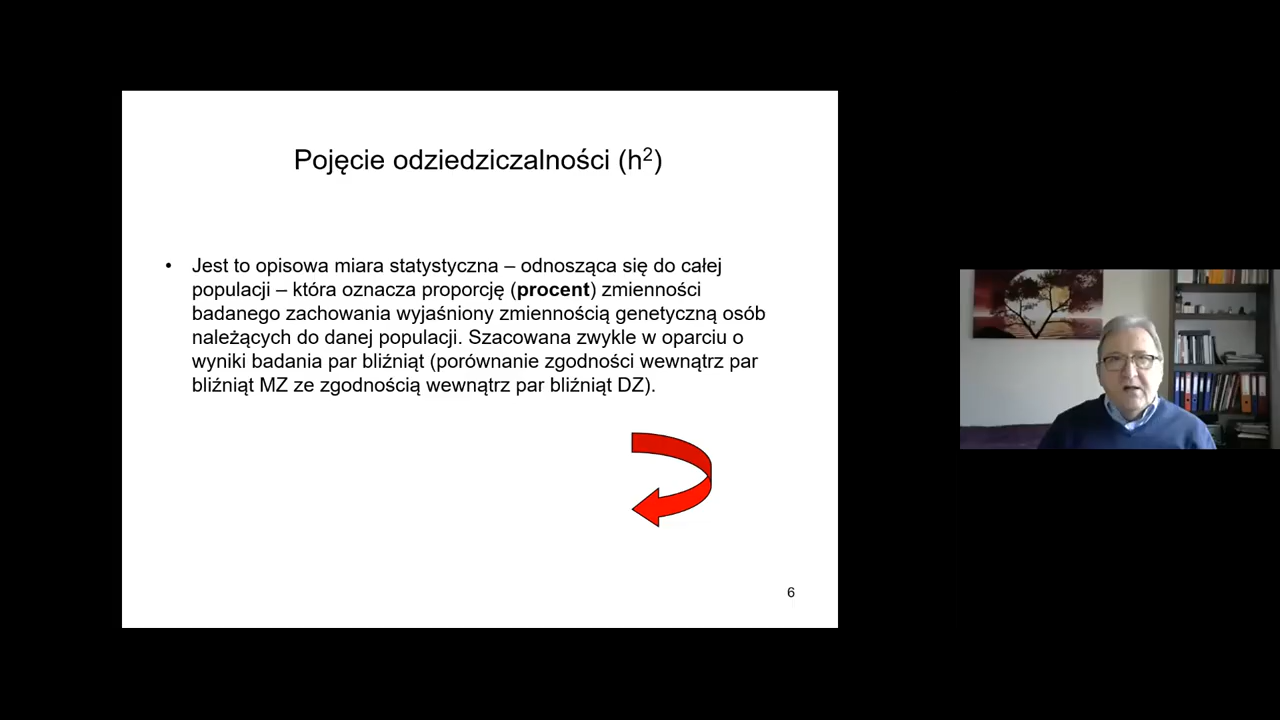 Pojęcie odziedziczalności (h²)
• Jest to opisowa miara statystyczna – odnosząca się do całej
populacji – która oznacza proporcję (procent) zmienności
badanego zachowania wyjaśniony zmiennością genetyczną osób
należących do danej populacji. Szacowana zwykle w oparciu o
wyniki badania par bliźniąt (porównanie zgodności wewnątrz par
bliźniąt MZ ze zgodnością wewnątrz par bliźniąt DZ).
6